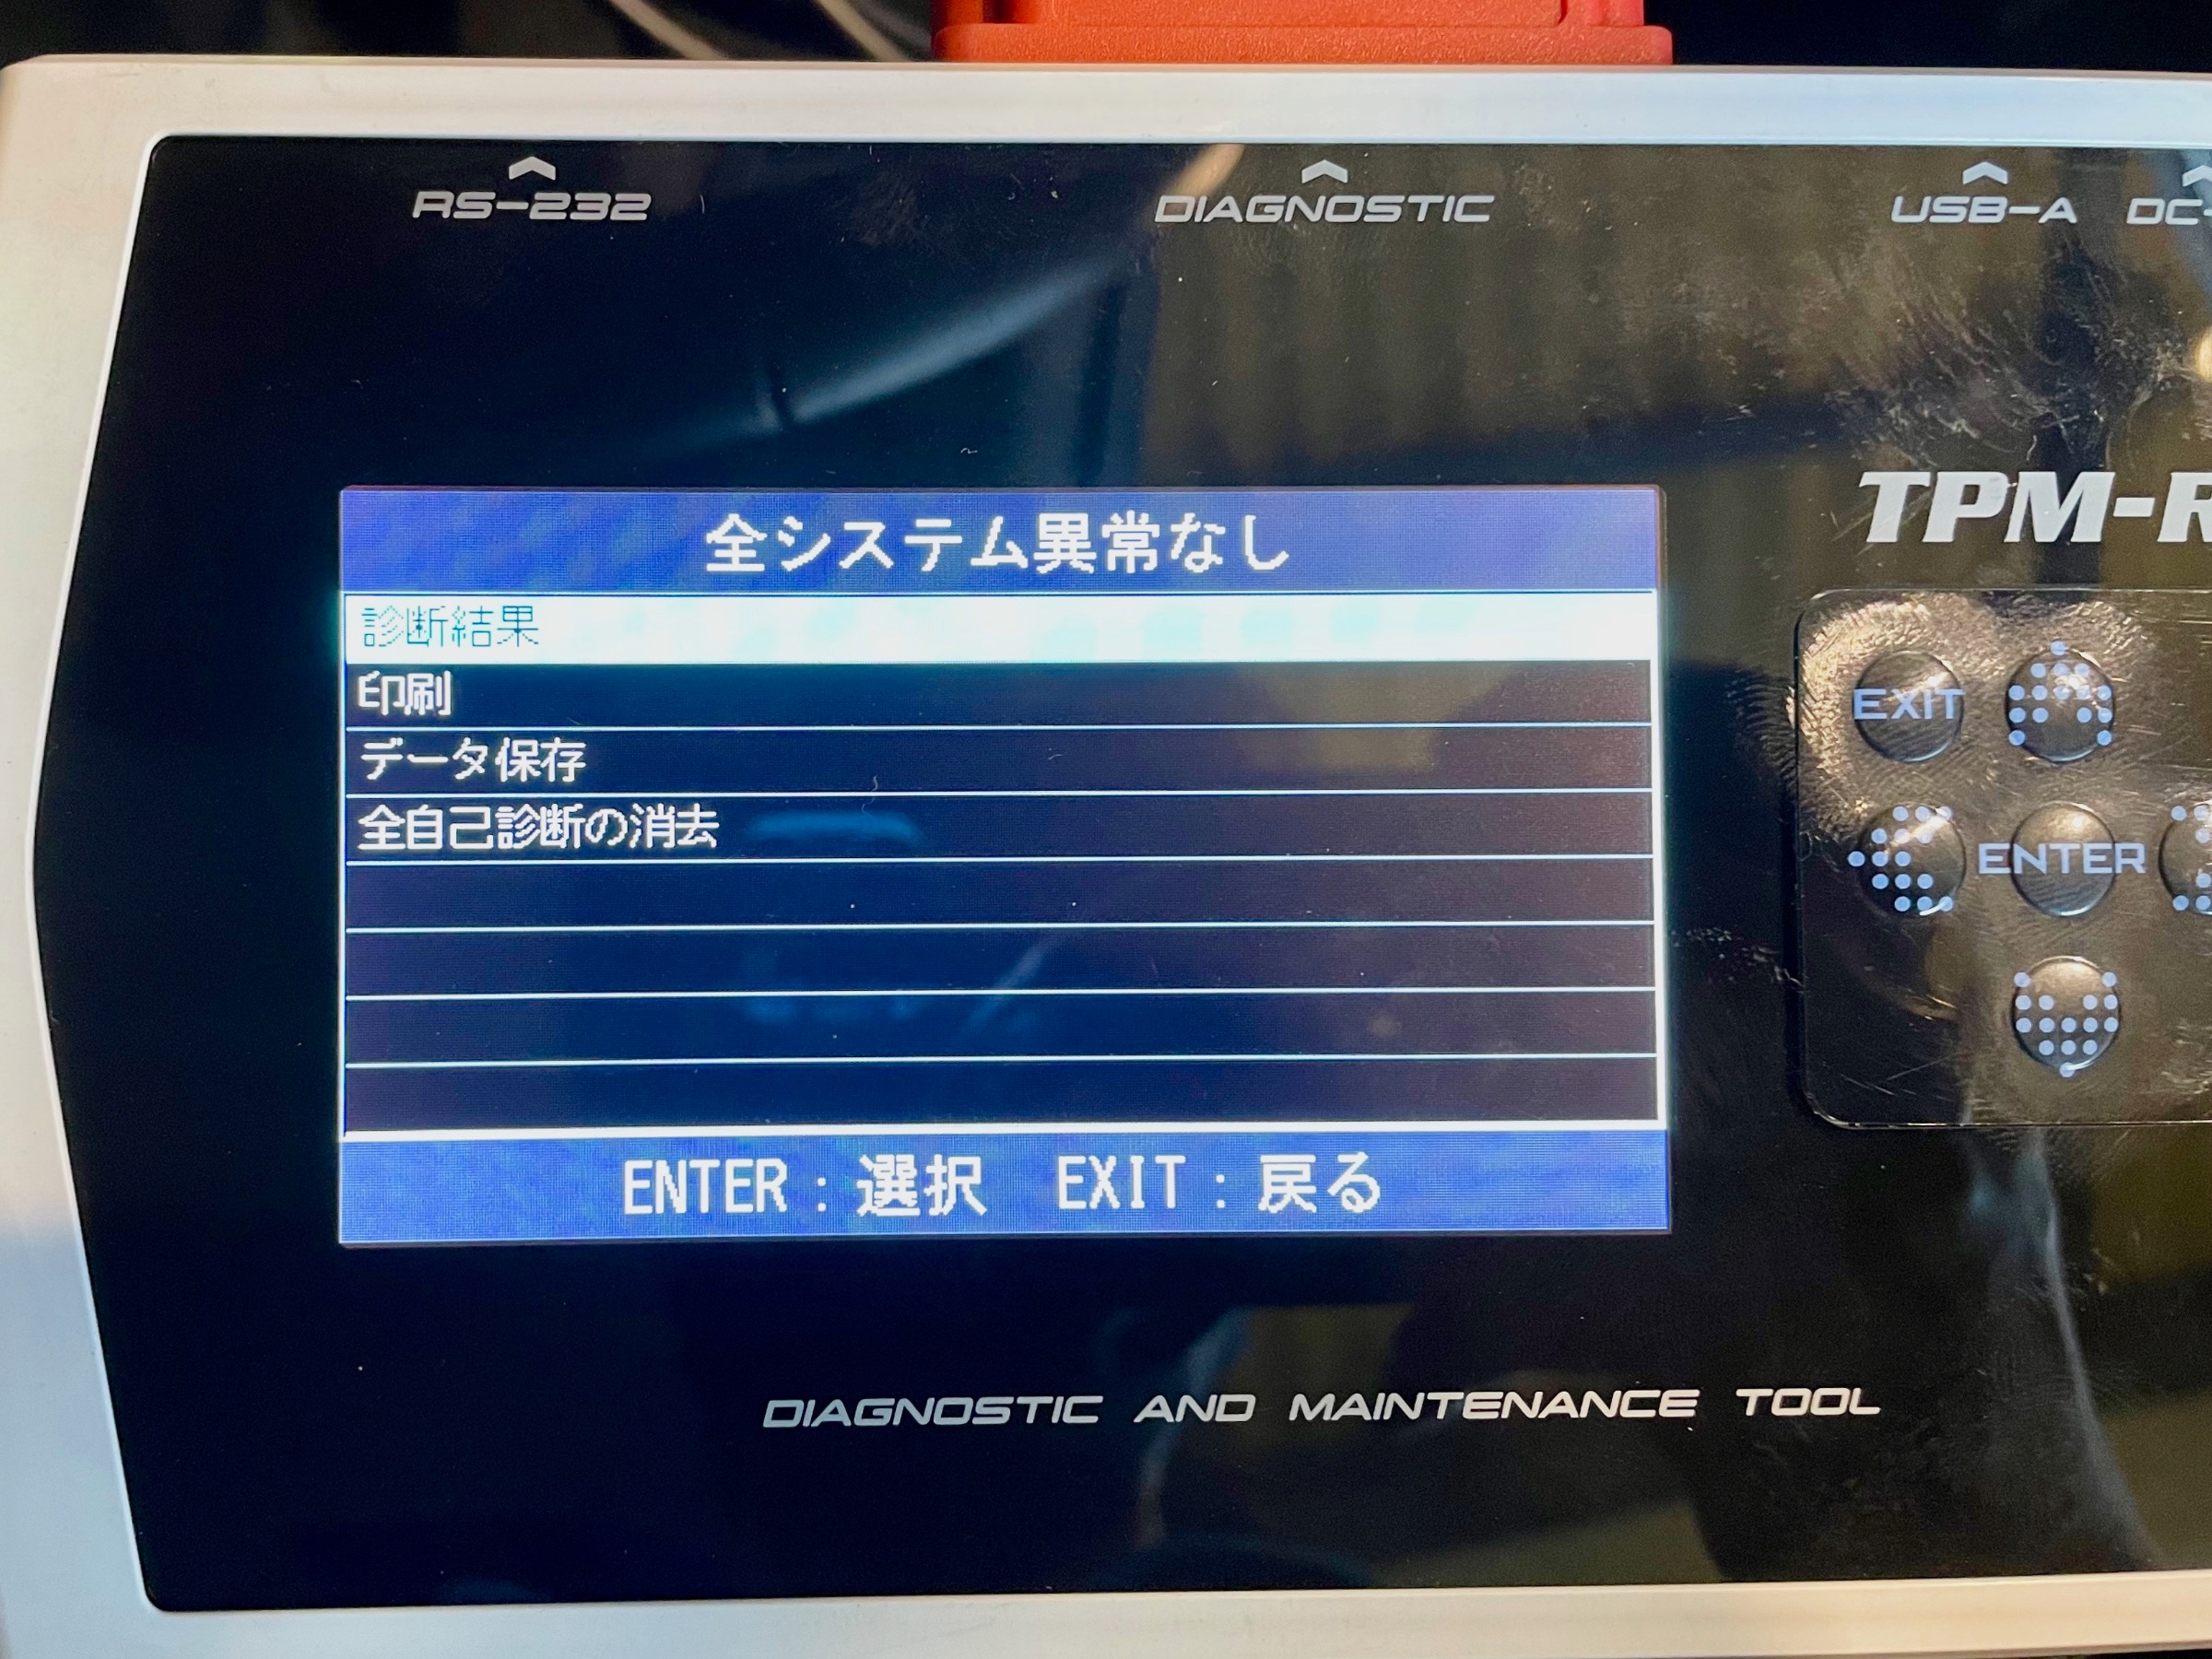 RS-232
DIAGNOSTIC
USB-A
TPM-R
全システム異常なし
診断結果
印刷
データ保存
全自己診断の消去
EXIT
ENTER
ENTER：選択 EXIT：戻る
DIAGNOSTIC AND MAINTENANCE TOOL